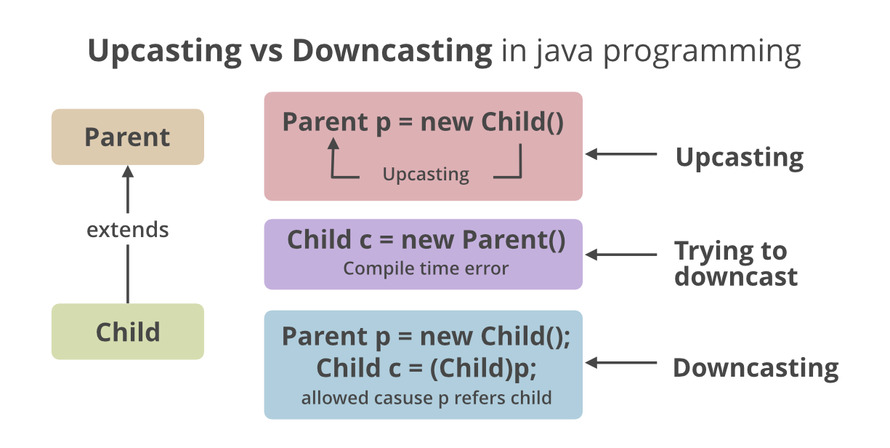 Upcasting vs Downcasting in java programming
Parent
extends
Child
Parent p = new Child()
Upcasting
Upcasting
Child c = new Parent()
Compile time error
Trying to
downcast
Parent p = new Child();
Child c = (Child)p;
allowed casuse p refers child
Downcasting